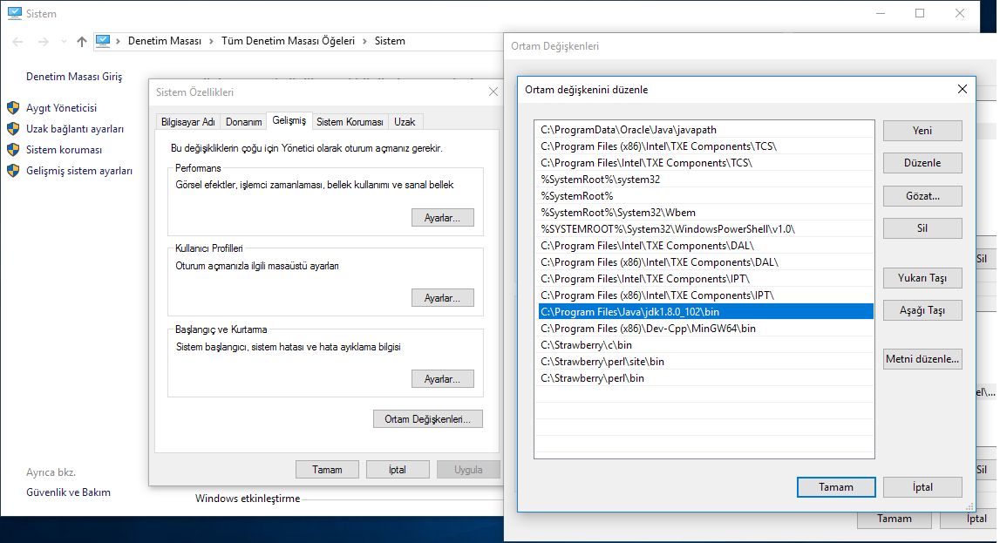 Sistem
Denetim Masası > Tüm Denetim Masası Öğeleri > Sistem
Denetim Masası Giriş
Aygıt Yöneticisi
Uzak bağlantı ayarları
Sistem koruması
Gelişmiş sistem ayarları
Ayrıca bkz.
Güvenlik ve Bakım
Windows etkinleştirme
Sistem Özellikleri
Bilgisayar Adı Donanım Gelişmiş Sistem Koruması Uzak
Bu değişikliklerin çoğu için Yönetici olarak oturum açmanız gerekir.
Performans
Görsel efektler, işlemci zamanlaması, bellek kullanımı ve sanal bellek
Ayarlar...
Kullanıcı Profilleri
Oturum açmanızla ilgili masaüstü ayarları
Ayarlar...
Başlangıç ve Kurtarma
Sistem başlangıcı, sistem hatası ve hata ayıklama bilgisi
Ayarlar...
Ortam Değişkenleri...
Tamam İptal Uygula
Ortam Değişkenleri
Ortam değişkenini düzenle
C:\ProgramData\Oracle\Java\javapath
C:\Program Files (x86)\Intel\TXE Components\TCS\
C:\Program Files\Intel\TXE Components\TCS\
%SystemRoot%\system32
%SystemRoot%
%SystemRoot%\System32\Wbem
%SYSTEMROOT%\System32\WindowsPowerShell\v1.0\
C:\Program Files\Intel\TXE Components\DAL\
C:\Program Files (x86)\Intel\TXE Components\DAL\
C:\Program Files\Intel\TXE Components\IPT\
C:\Program Files (x86)\Intel\TXE Components\IPT\
C:\Program Files\Java\jdk1.8.0_102\bin
C:\Program Files (x86)\Dev-Cpp\MinGW64\bin
C:\Strawberry\c\bin
C:\Strawberry\perl\site\bin
C:\Strawberry\perl\bin
Yeni
Düzenle
Gözat...
Sil
Yukarı Taşı
Aşağı Taşı
Metni düzenle...
Tamam İptal
Sil
el\...
Sil
Tamam İptal